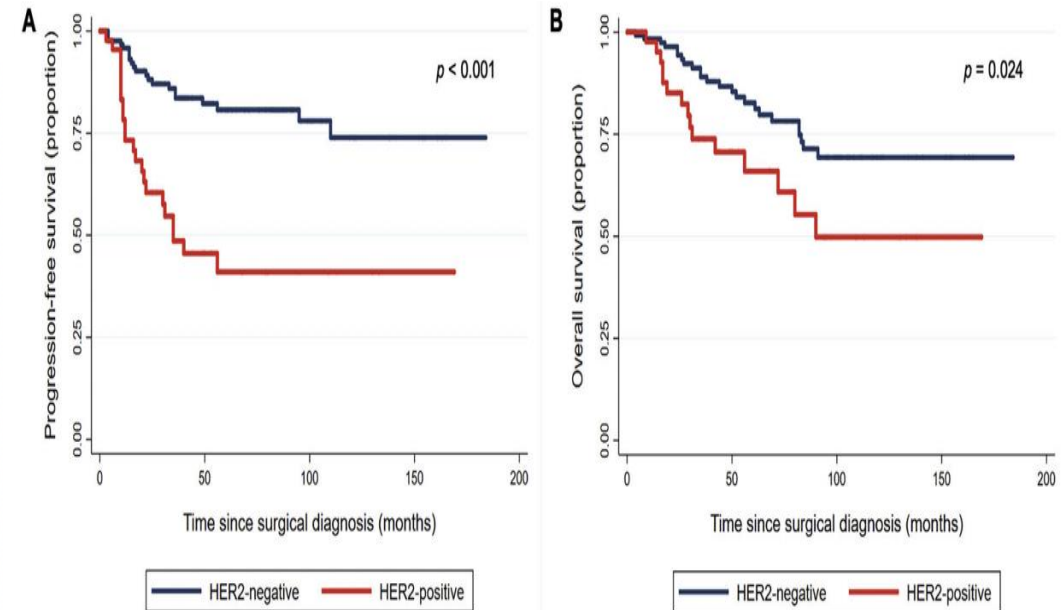 A
Progression-free survival (proportion)
1.00
0.75
0.50
0.25
0.00
p < 0.001
0 50 100 150 200
Time since surgical diagnosis (months)
HER2-negative HER2-positive
B
Overall survival (proportion)
1.00
0.75
0.50
0.25
0.00
p = 0.024
0 50 100 150 200
Time since surgical diagnosis (months)
HER2-negative HER2-positive